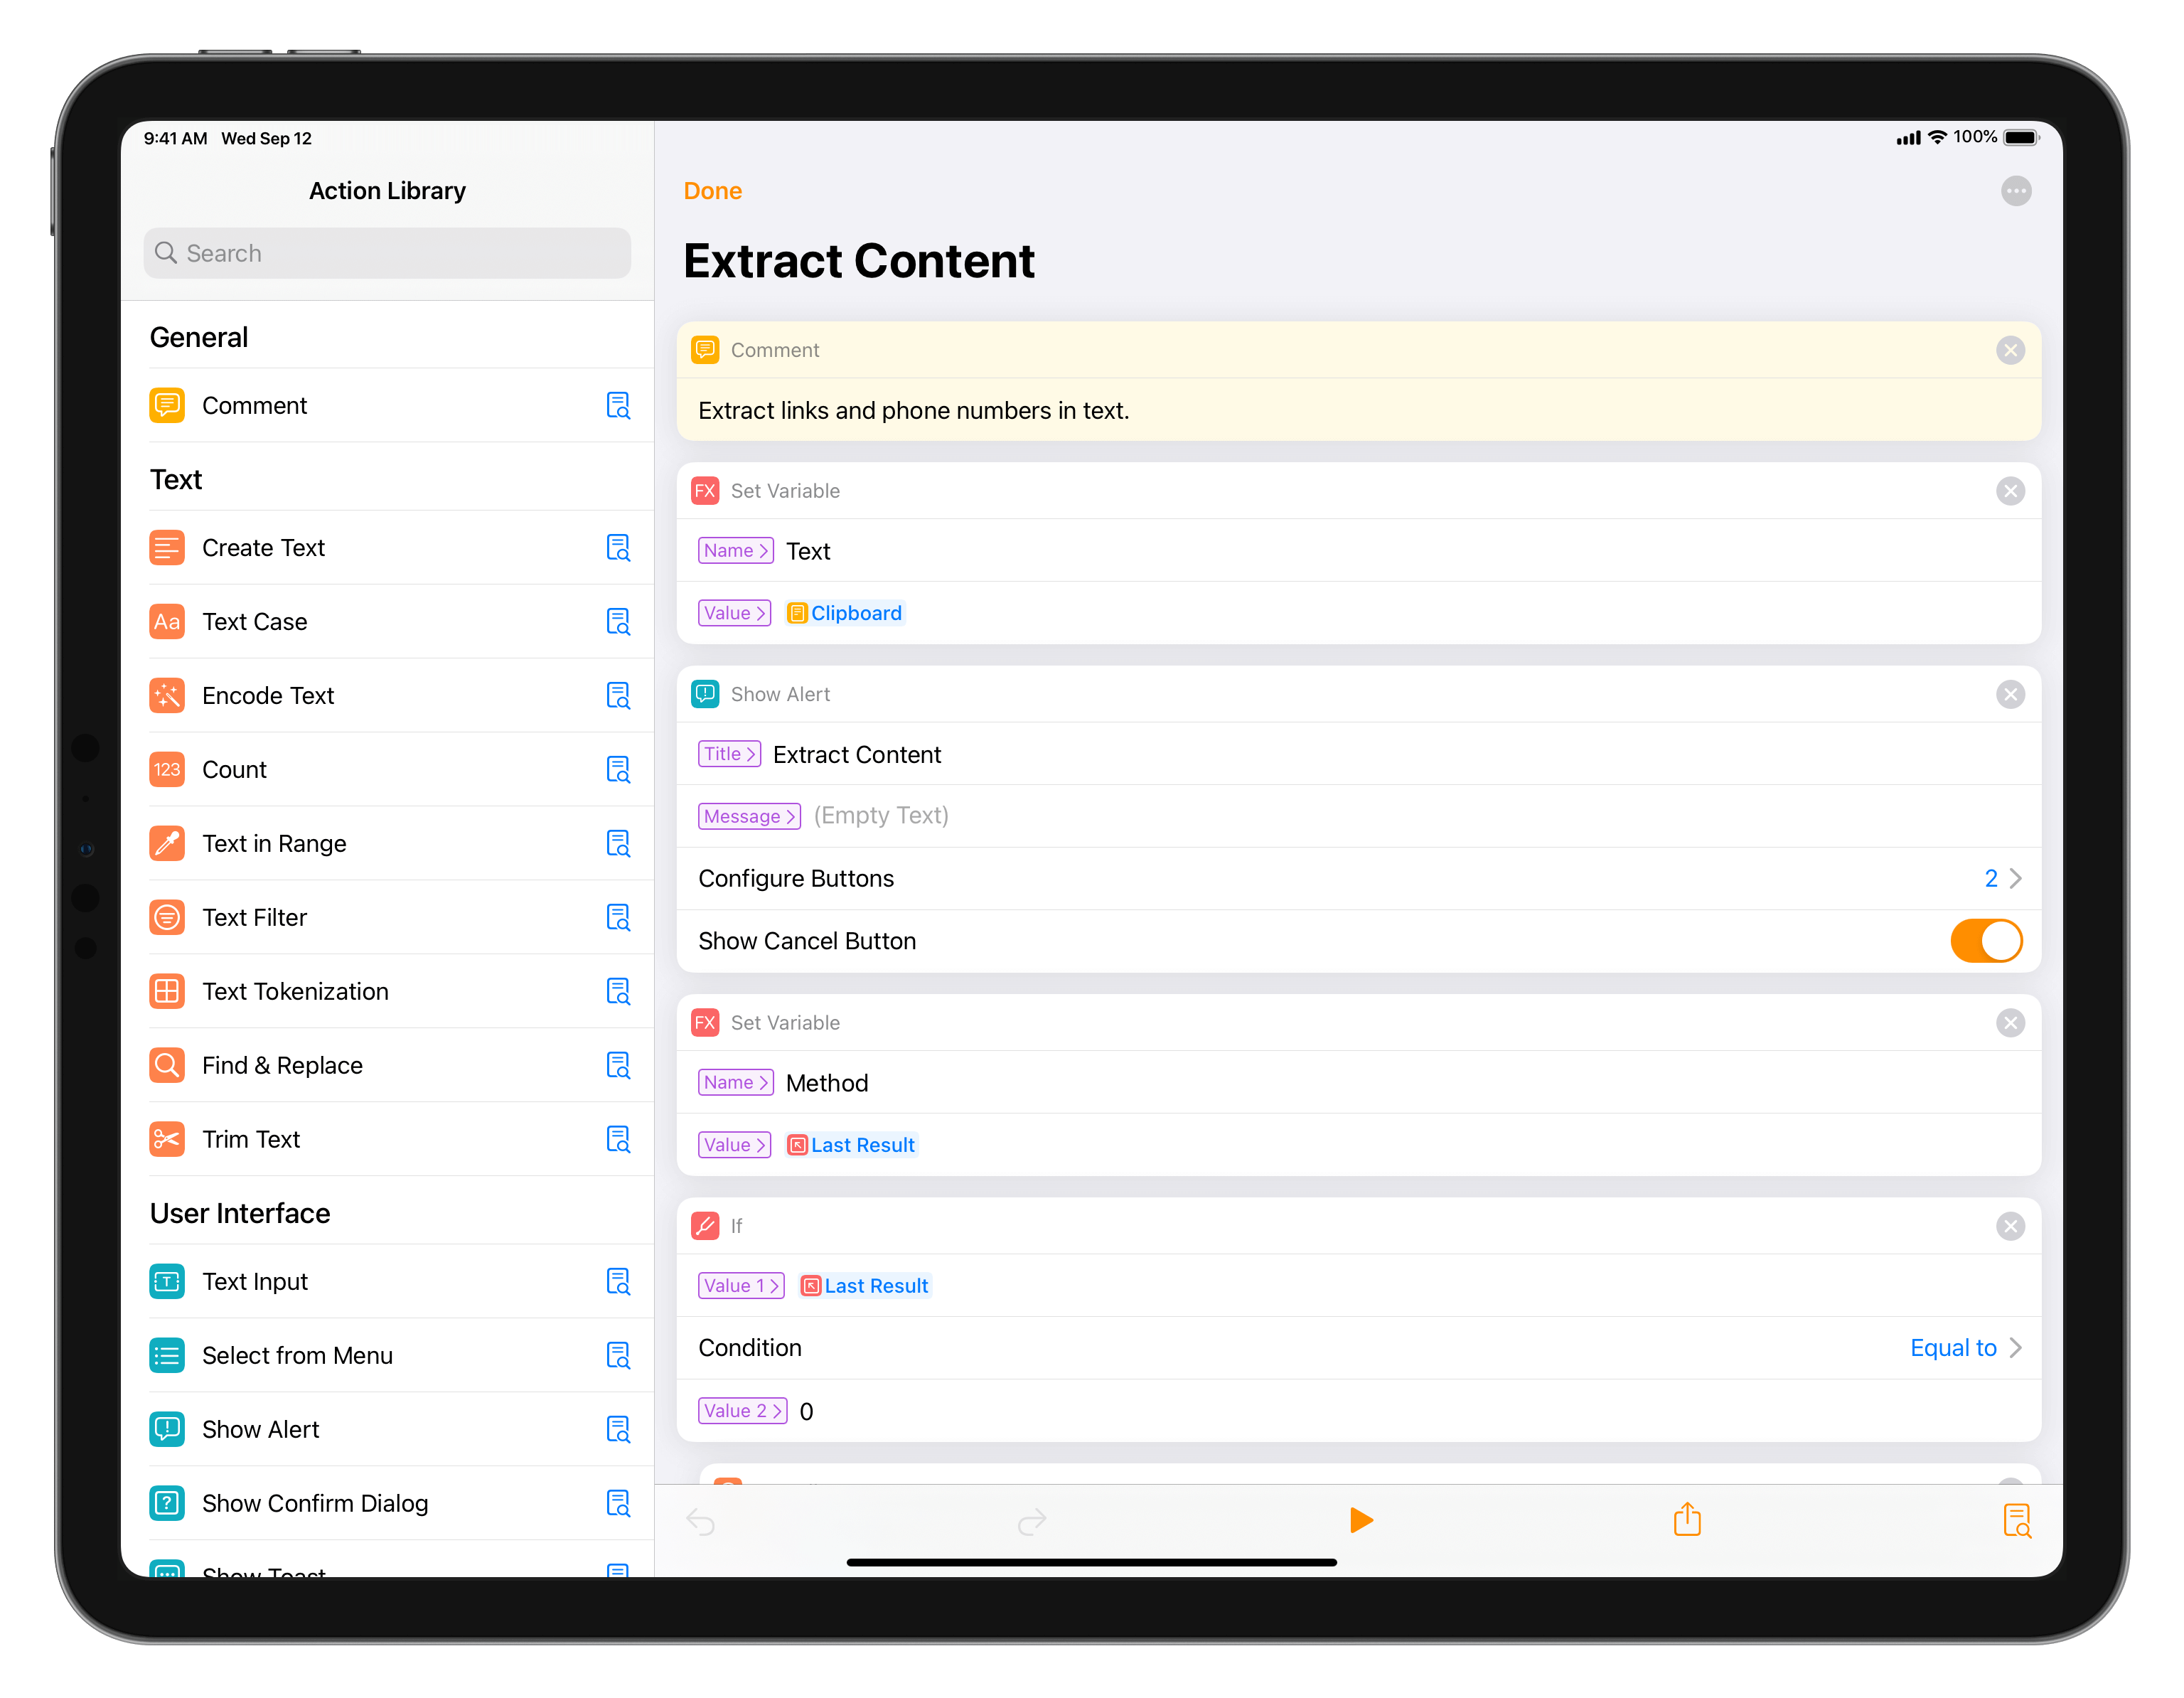 9:41 AM Wed Sep 12
100%
Action Library
Search
General
Comment
Text
Create Text
Aa Text Case
Encode Text
123 Count
Text in Range
Text Filter
Text Tokenization
Find & Replace
Trim Text
User Interface
T Text Input
Select from Menu
! Show Alert
? Show Confirm Dialog
Show Toast
Done
Extract Content
Comment
Extract links and phone numbers in text.
FX Set Variable
Name > Text
Value > Clipboard
! Show Alert
Title > Extract Content
Message > (Empty Text)
Configure Buttons 2 >
Show Cancel Button
FX Set Variable
Name > Method
Value > Last Result
If
Value 1 > Last Result
Condition Equal to >
Value 2 > 0